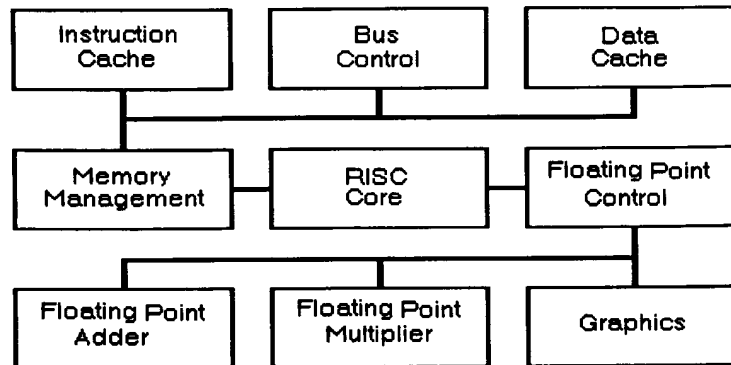 Instruction
Cache
Bus
Control
Data
Cache
Memory
Management
RISC
Core
Floating Point
Control
Floating Point
Adder
Floating Point
Multiplier
Graphics